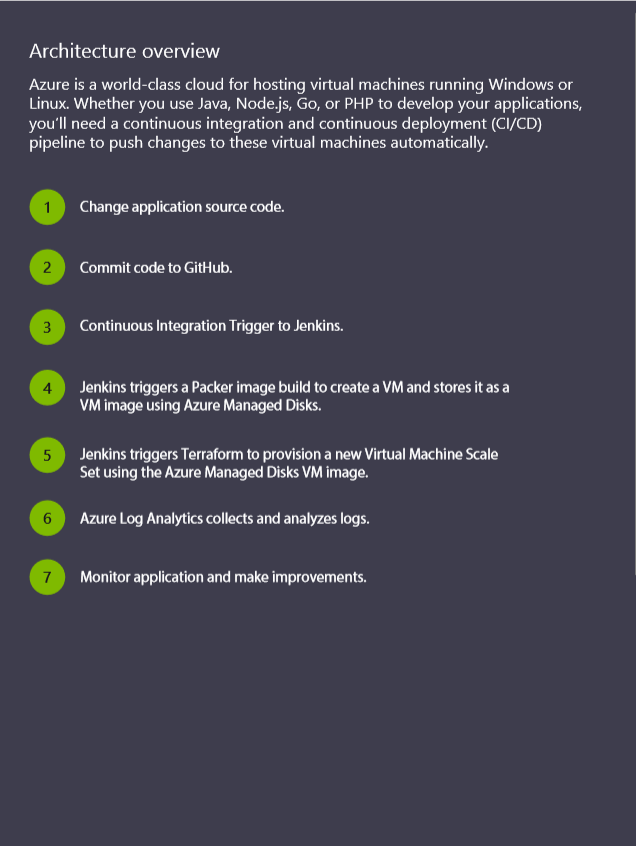 Architecture overview
Azure is a world-class cloud for hosting virtual machines running Windows or
Linux. Whether you use Java, Node.js, Go, or PHP to develop your applications,
you'll need a continuous integration and continuous deployment (CI/CD)
pipeline to push changes to these virtual machines automatically.
1 Change application source code.
2 Commit code to GitHub.
3 Continuous Integration Trigger to Jenkins.
4 Jenkins triggers a Packer image build to create a VM and stores it as a
VM image using Azure Managed Disks.
5 Jenkins triggers Terraform to provision a new Virtual Machine Scale
Set using the Azure Managed Disks VM image.
6 Azure Log Analytics collects and analyzes logs.
7 Monitor application and make improvements.